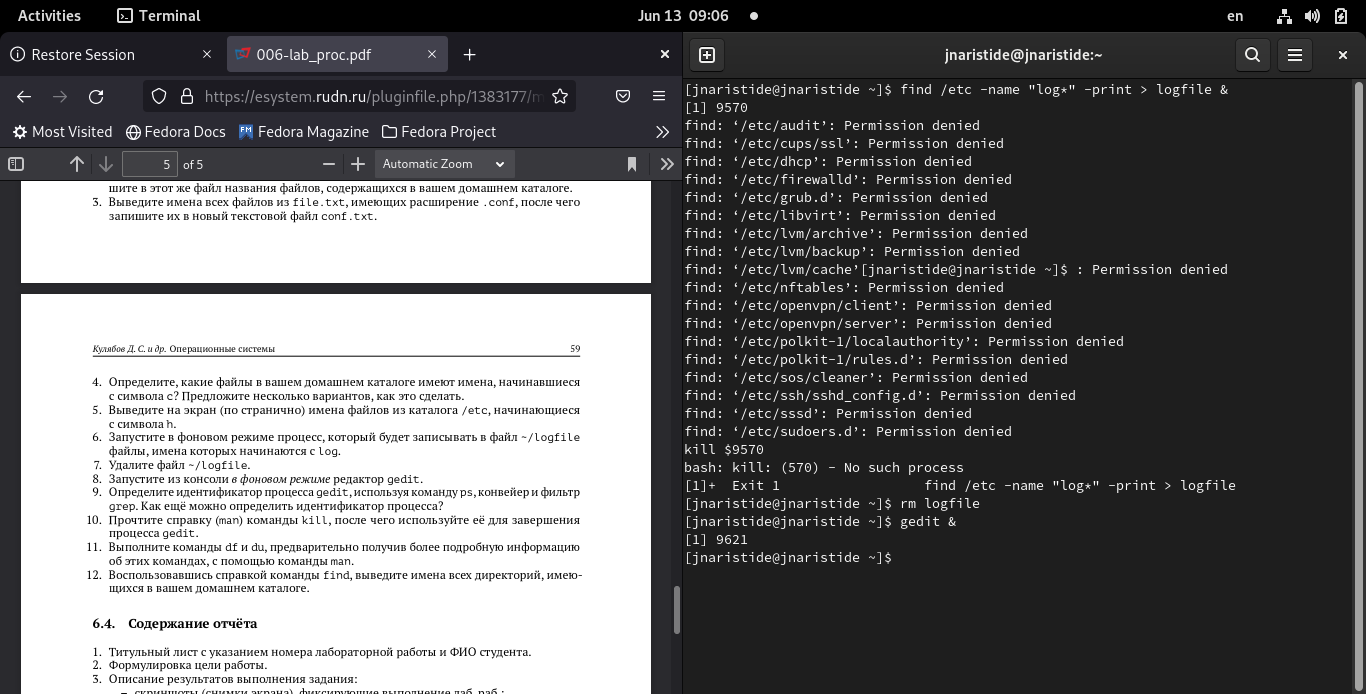 Activities
Terminal
Jun 13 09:06
en
Restore Session
006-lab_proc.pdf
https://esystem.rudn.ru/pluginfile.php/1383177/m
Most Visited
Fedora Docs
Fedora Magazine
Fedora Project
5
of 5
Automatic Zoom
шите в этот же файл названия файлов, содержащихся в вашем домашнем каталоге.
3. Выведите имена всех файлов из file.txt, имеющих расширение .conf, после чего
запишите их в новый текстовой файл conf.txt.
Кулябов Д. С. и др. Операционные системы 59
4. Определите, какие файлы в вашем домашнем каталоге имеют имена, начинавшиеся
с символа c? Предложите несколько вариантов, как это сделать.
5. Выведите на экран (по странично) имена файлов из каталога /etc, начинающиеся
с символа h.
6. Запустите в фоновом режиме процесс, который будет записывать в файл ~/logfile
файлы, имена которых начинаются с log.
7. Удалите файл ~/logfile.
8. Запустите из консоли в фоновом режиме редактор gedit.
9. Определите идентификатор процесса gedit, используя команду ps, конвейер и фильтр
grep. Как ещё можно определить идентификатор процесса?
10. Прочтите справку (man) команды kill, после чего используйте её для завершения
процесса gedit.
11. Выполните команды df и du, предварительно получив более подробную информацию
об этих командах, с помощью команды man.
12. Воспользовавшись справкой команды find, выведите имена всех директорий, имею-
щихся в вашем домашнем каталоге.
6.4. Содержание отчёта
1. Титульный лист с указанием номера лабораторной работы и ФИО студента.
2. Формулировка цели работы.
3. Описание результатов выполнения задания:
– скриншоты (снимки экрана), фиксирующие выполнение лаб. раб.;
jnaristide@jnaristide:~
[jnaristide@jnaristide ~]$ find /etc -name "log*" -print > logfile &
[1] 9570
find: ‘/etc/audit’: Permission denied
find: ‘/etc/cups/ssl’: Permission denied
find: ‘/etc/dhcp’: Permission denied
find: ‘/etc/firewalld’: Permission denied
find: ‘/etc/grub.d’: Permission denied
find: ‘/etc/libvirt’: Permission denied
find: ‘/etc/lvm/archive’: Permission denied
find: ‘/etc/lvm/backup’: Permission denied
find: ‘/etc/lvm/cache’[jnaristide@jnaristide ~]$ : Permission denied
find: ‘/etc/nftables’: Permission denied
find: ‘/etc/openvpn/client’: Permission denied
find: ‘/etc/openvpn/server’: Permission denied
find: ‘/etc/polkit-1/localauthority’: Permission denied
find: ‘/etc/polkit-1/rules.d’: Permission denied
find: ‘/etc/sos/cleaner’: Permission denied
find: ‘/etc/ssh/sshd_config.d’: Permission denied
find: ‘/etc/sssd’: Permission denied
find: ‘/etc/sudoers.d’: Permission denied
kill $9570
bash: kill: (570) - No such process
[1]+  Exit 1                  find /etc -name "log*" -print > logfile
[jnaristide@jnaristide ~]$ rm logfile
[jnaristide@jnaristide ~]$ gedit &
[1] 9621
[jnaristide@jnaristide ~]$